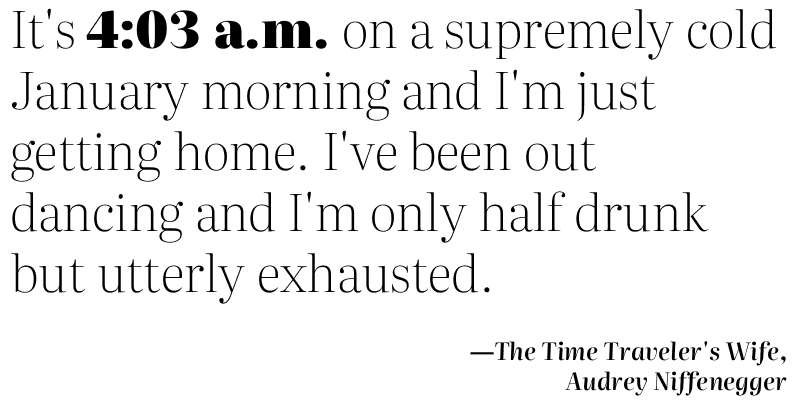 It's 4:03 a.m. on a supremely cold
January morning and I'm just
getting home. I've been out
dancing and I'm only half drunk
but utterly exhausted.
—The Time Traveler's Wife,
Audrey Niffenegger